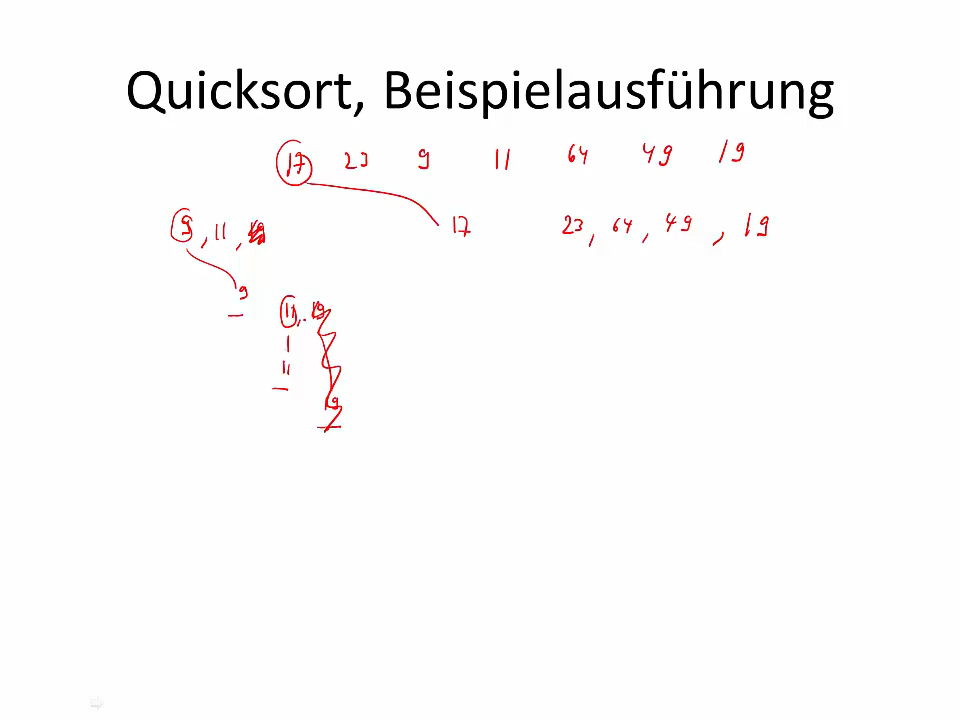 Quicksort, Beispielausführung
17 23 9 11 64 49 19
9, 11, 17 23, 64, 49, 19
9
11, 19
11
19